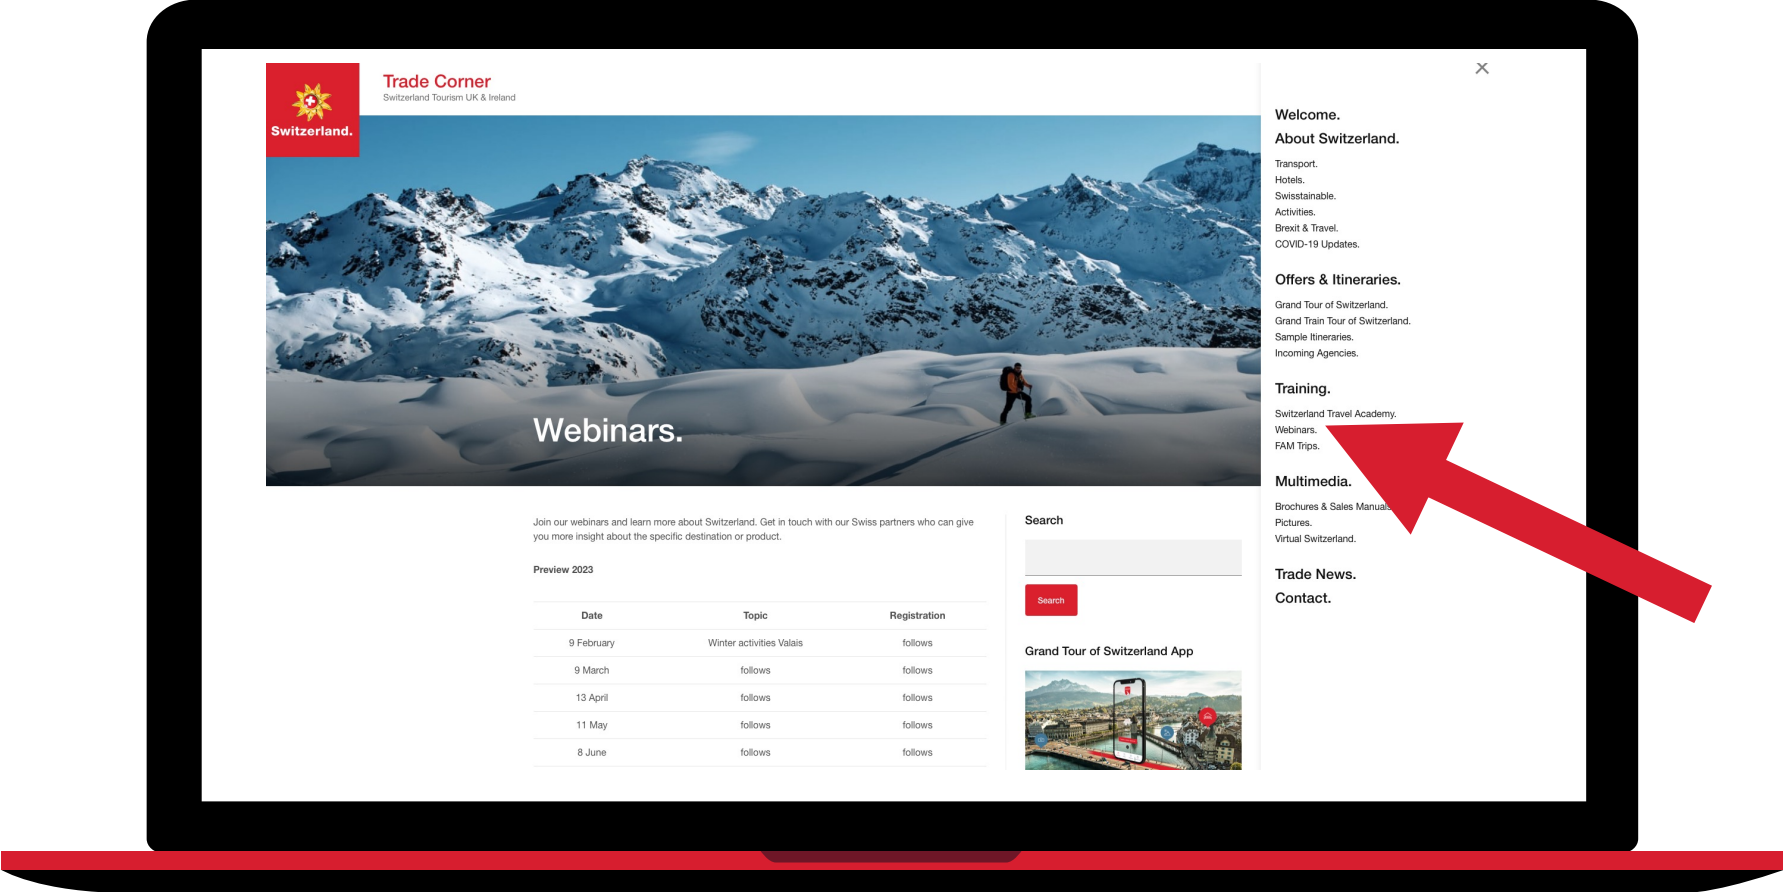 Switzerland.
Trade Corner
Switzerland Tourism UK & Ireland
Webinars.
Join our webinars and learn more about Switzerland. Get in touch with our Swiss partners who can give
you more insight about the specific destination or product.
Preview 2023
Date Topic Registration
9 February Winter activities Valais follows
9 March follows follows
13 April follows follows
11 May follows follows
8 June follows follows
Search
Search
Grand Tour of Switzerland App
Welcome.
About Switzerland.
Transport.
Hotels.
Swisstainable.
Activities.
Brexit & Travel.
COVID-19 Updates.
Offers & Itineraries.
Grand Tour of Switzerland.
Grand Train Tour of Switzerland.
Sample Itineraries.
Incoming Agencies.
Training.
Switzerland Travel Academy.
Webinars.
FAM Trips.
Multimedia.
Brochures & Sales Manuals
Pictures.
Virtual Switzerland.
Trade News.
Contact.